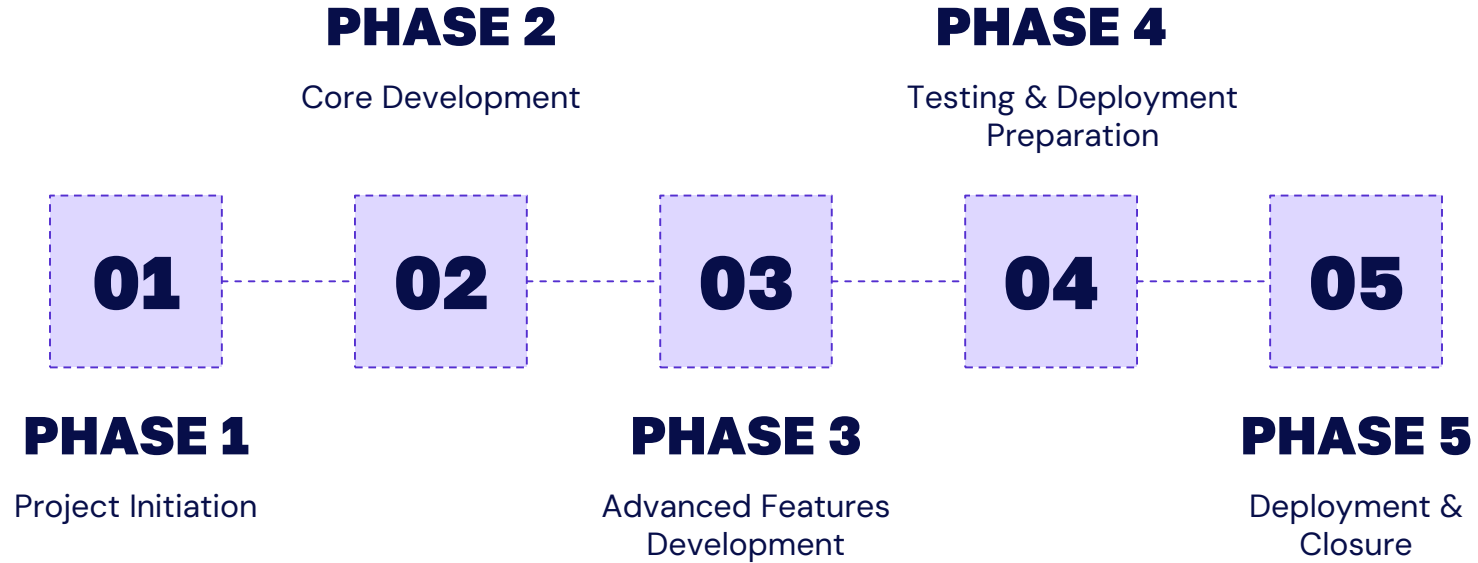 PHASE 2
Core Development
PHASE 4
Testing & Deployment
Preparation
01
02
03
04
05
PHASE 1
Project Initiation
PHASE 3
Advanced Features
Development
PHASE 5
Deployment &
Closure